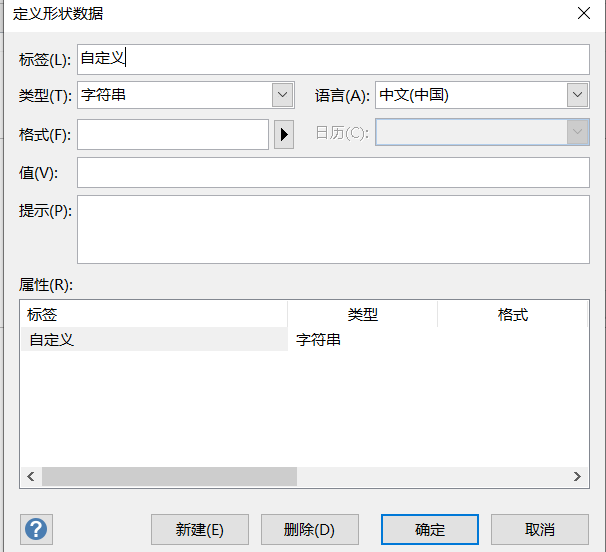 定义形状数据
标签(L): 自定义
类型(T): 字符串 语言(A): 中文(中国)
格式(F): 日历(C):
值(V):
提示(P):
属性(R):
标签 类型 格式
自定义 字符串
? 新建(E) 删除(D) 确定 取消